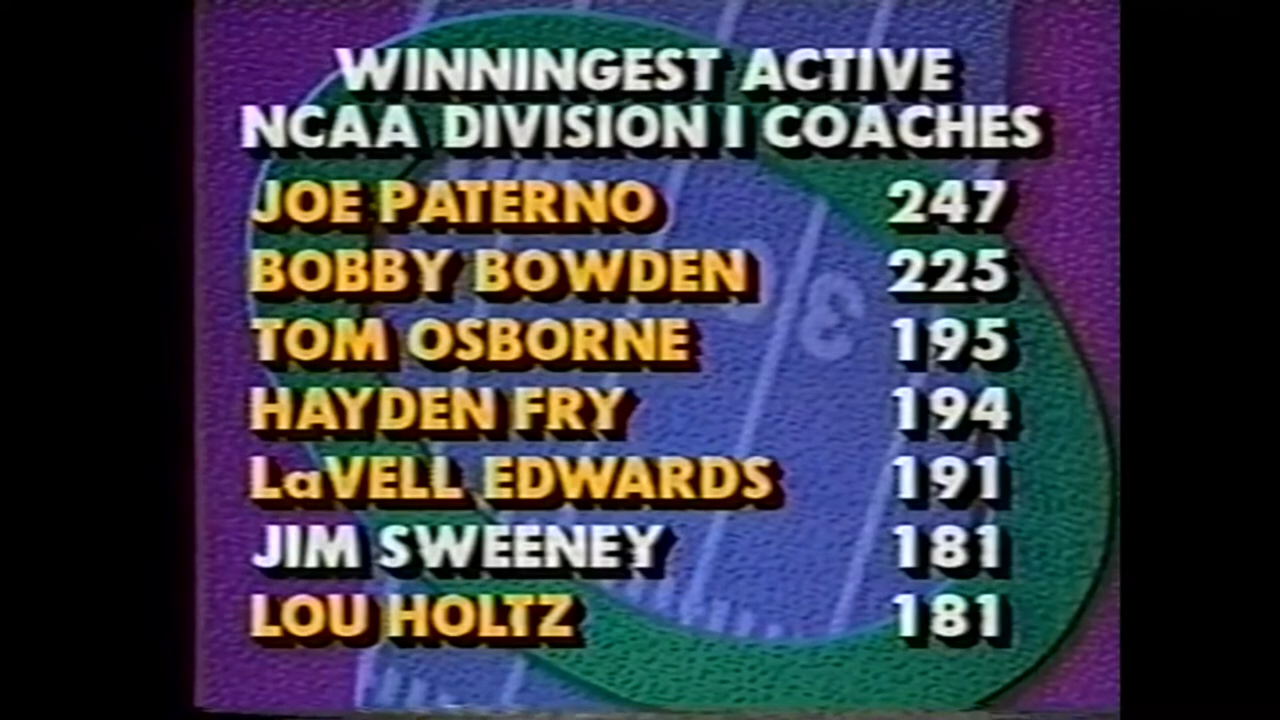 WINNINGEST ACTIVE
NCAA DIVISION I COACHES
JOE PATERNO 247
BOBBY BOWDEN 225
TOM OSBORNE 195
HAYDEN FRY 194
LaVELL EDWARDS 191
JIM SWEENEY 181
LOU HOLTZ 181
3